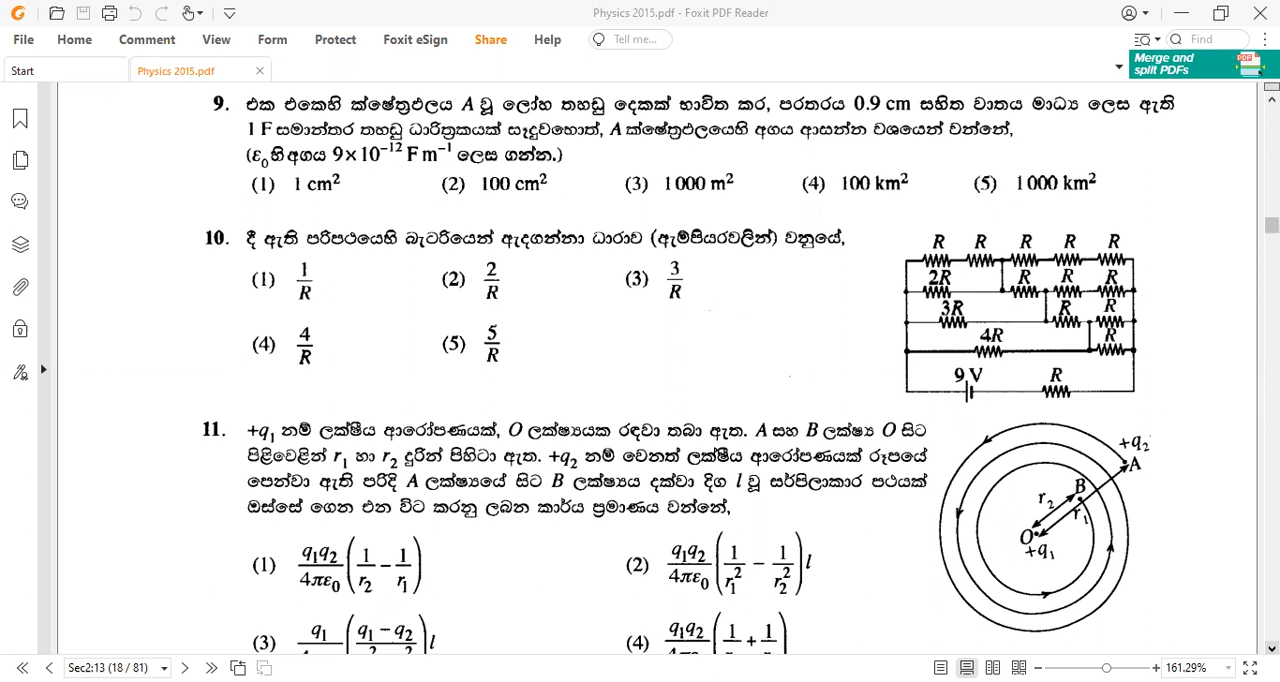 Physics 2015.pdf - Foxit PDF Reader
File Home Comment View Form Protect Foxit eSign Share Help Tell me... Find
Start Physics 2015.pdf Merge and split PDFs
9. එක එකෙහි ක්ෂේත්‍රඵලය A වූ ලෝහ තහඩු දෙකක් භාවිත කර, පරතරය 0.9 cm සහිත වාතය මාධ්‍ය ලෙස ඇති
1 F සමාන්තර තහඩු ධාරිත්‍රකයක් සෑදුවහොත්, A ක්ෂේත්‍රඵලයෙහි අගය ආසන්න වශයෙන් වන්නේ,
(ε₀ හි අගය 9×10⁻¹² F m⁻¹ ලෙස ගන්න.)
(1) 1 cm² (2) 100 cm² (3) 1000 m² (4) 100 km² (5) 1000 km²
10. දී ඇති පරිපථයෙහි බැටරියෙන් ඇදගන්නා ධාරාව (ඇම්පියරවලින්) වනුයේ,
(1) 1/R (2) 2/R (3) 3/R
(4) 4/R (5) 5/R
R R R R R
2R R R R
3R R R
4R R
9 V R
11. +q₁ නම් ලක්ෂීය ආරෝපණයක්, O ලක්ෂ්‍යයක රඳවා තබා ඇත. A සහ B ලක්ෂ්‍ය O සිට
පිළිවෙළින් r₁ හා r₂ දුරින් පිහිටා ඇත. +q₂ නම් වෙනත් ලක්ෂීය ආරෝපණයක් රූපයේ
පෙන්වා ඇති පරිදි A ලක්ෂ්‍යයේ සිට B ලක්ෂ්‍යය දක්වා දිග l වූ සර්පිලාකාර පථයක්
ඔස්සේ ගෙන එන විට කරනු ලබන කාර්ය ප්‍රමාණය වන්නේ,
(1) q₁q₂/4πε₀ (1/r₂ − 1/r₁) (2) q₁q₂/4πε₀ (1/r₁² − 1/r₂²) l
(3) q₁ (q₁ − q₂) l (4) q₁q₂ (1 + 1)
+q₂
A
B
r₂
r₁
O
+q₁
Sec2:13 (18 / 81) 161.29%